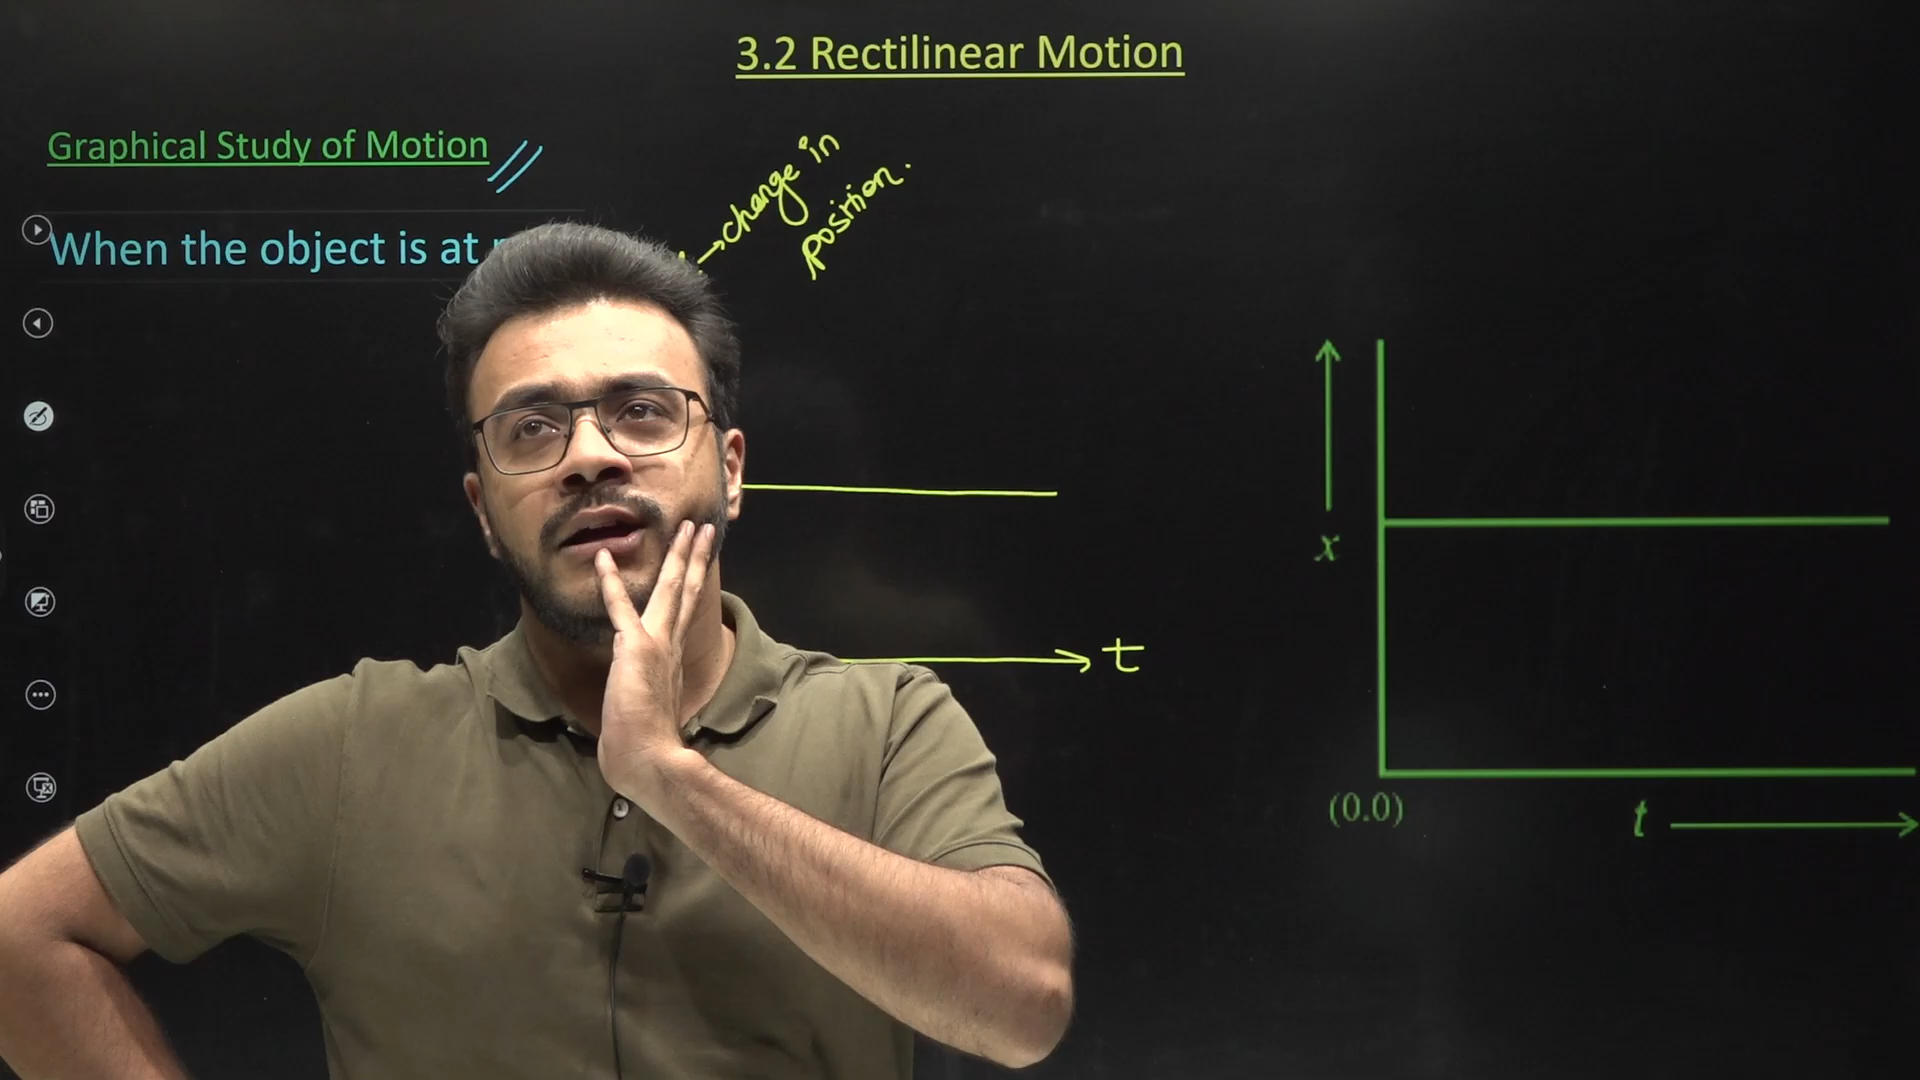 3.2 Rectilinear Motion
Graphical Study of Motion
When the object is at
change in
position.
x
t
(0.0)
t